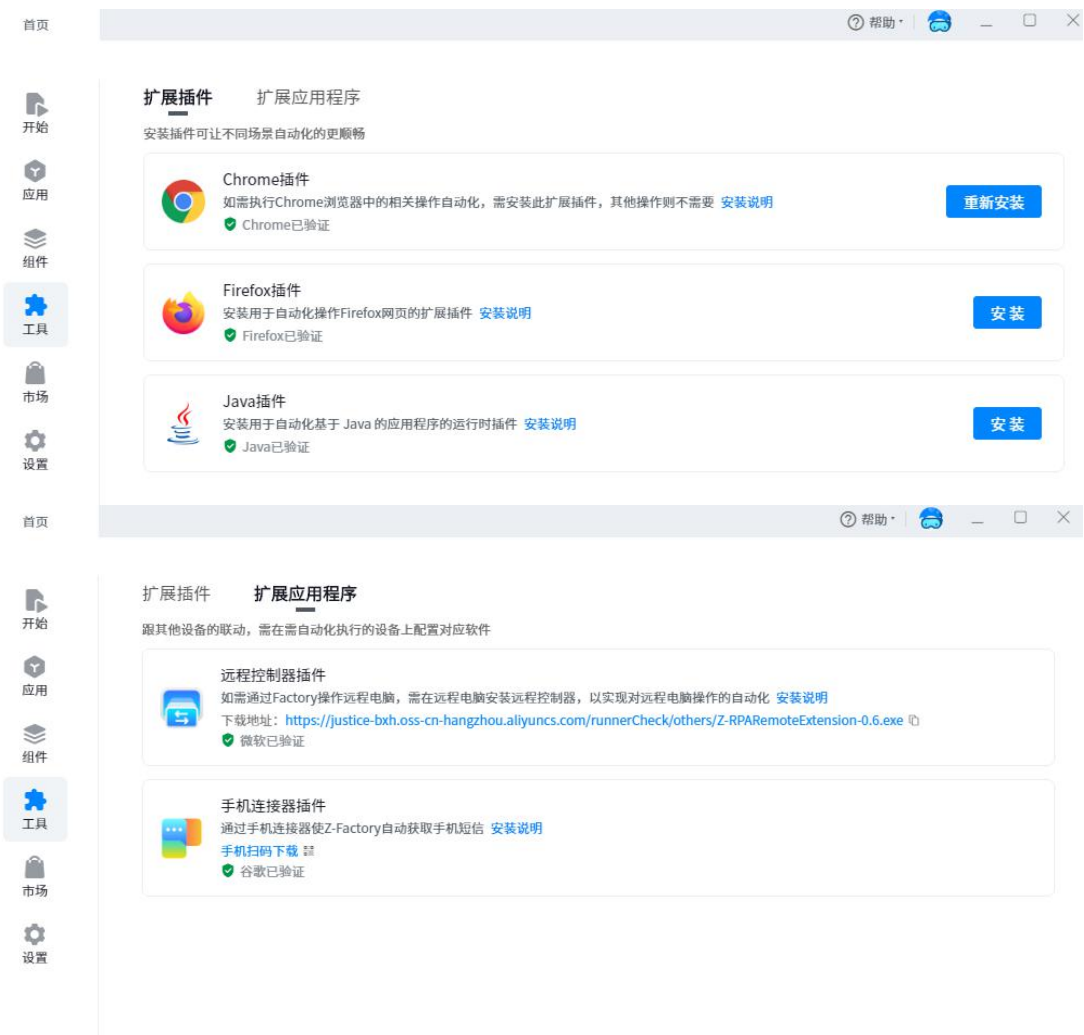 首页
帮助
开始
应用
组件
工具
市场
设置
扩展插件 扩展应用程序
安装插件可让不同场景自动化的更顺畅
Chrome插件
如需执行Chrome浏览器中的相关操作自动化，需安装此扩展插件，其他操作则不需要 安装说明
Chrome已验证
重新安装
Firefox插件
安装用于自动化操作Firefox网页的扩展插件 安装说明
Firefox已验证
安装
Java插件
安装用于自动化基于 Java 的应用程序的运行时插件 安装说明
Java已验证
安装
首页
帮助
开始
应用
组件
工具
市场
设置
扩展插件 扩展应用程序
跟其他设备的联动，需在需自动化执行的设备上配置对应软件
远程控制器插件
如需通过Factory操作远程电脑，需在远程电脑安装远程控制器，以实现对远程电脑操作的自动化 安装说明
下载地址：https://justice-bxh.oss-cn-hangzhou.aliyuncs.com/runnerCheck/others/Z-RPARemoteExtension-0.6.exe
微软已验证
手机连接器插件
通过手机连接器使Z-Factory自动获取手机短信 安装说明
手机扫码下载
谷歌已验证